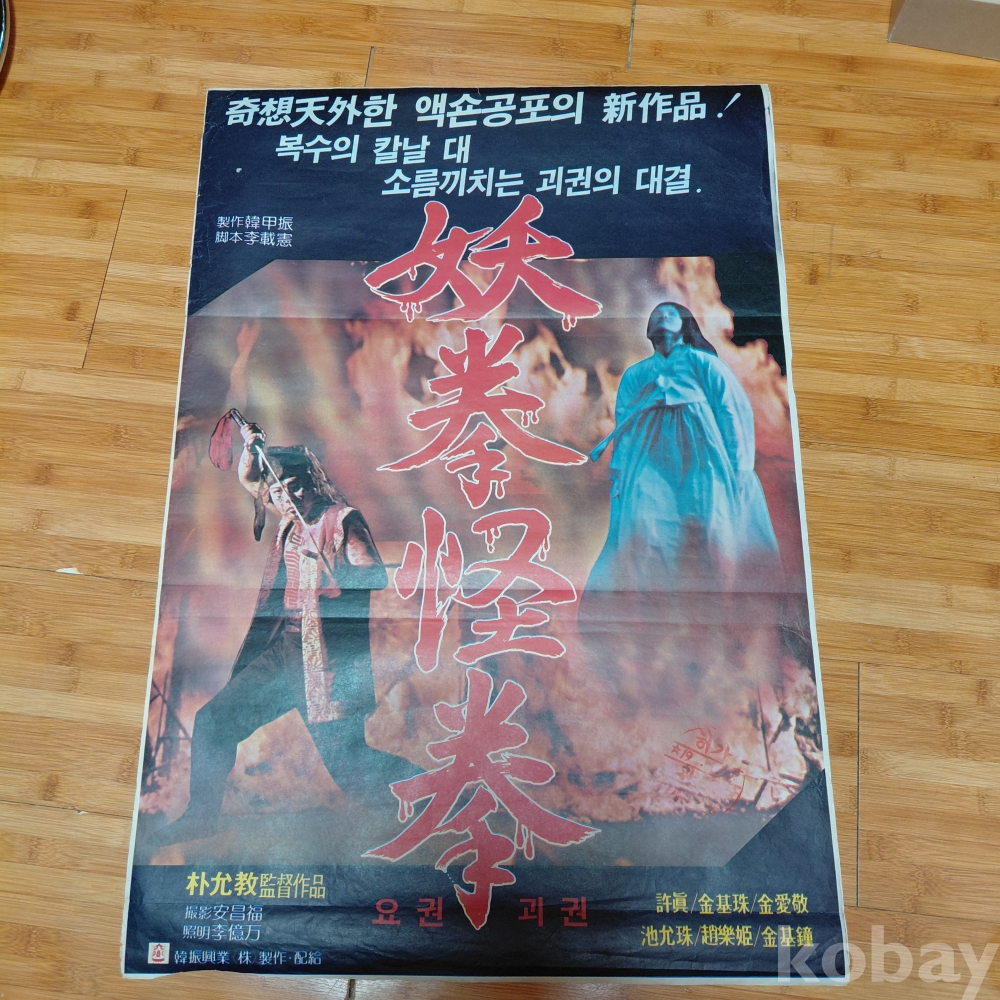 奇想天外한 액숀공포의 新作品!
복수의 칼날 대
소름끼치는 괴권의 대결.
製作 韓甲振
脚本 李載憲
妖拳怪拳
허가
朴允教監督作品
撮影 安昌福
照明 李億万
요권 괴권
許眞/金基珠/金愛敬
池允珠/趙樂姬/金基鐘
韓振興業(株)製作·配給
kobay